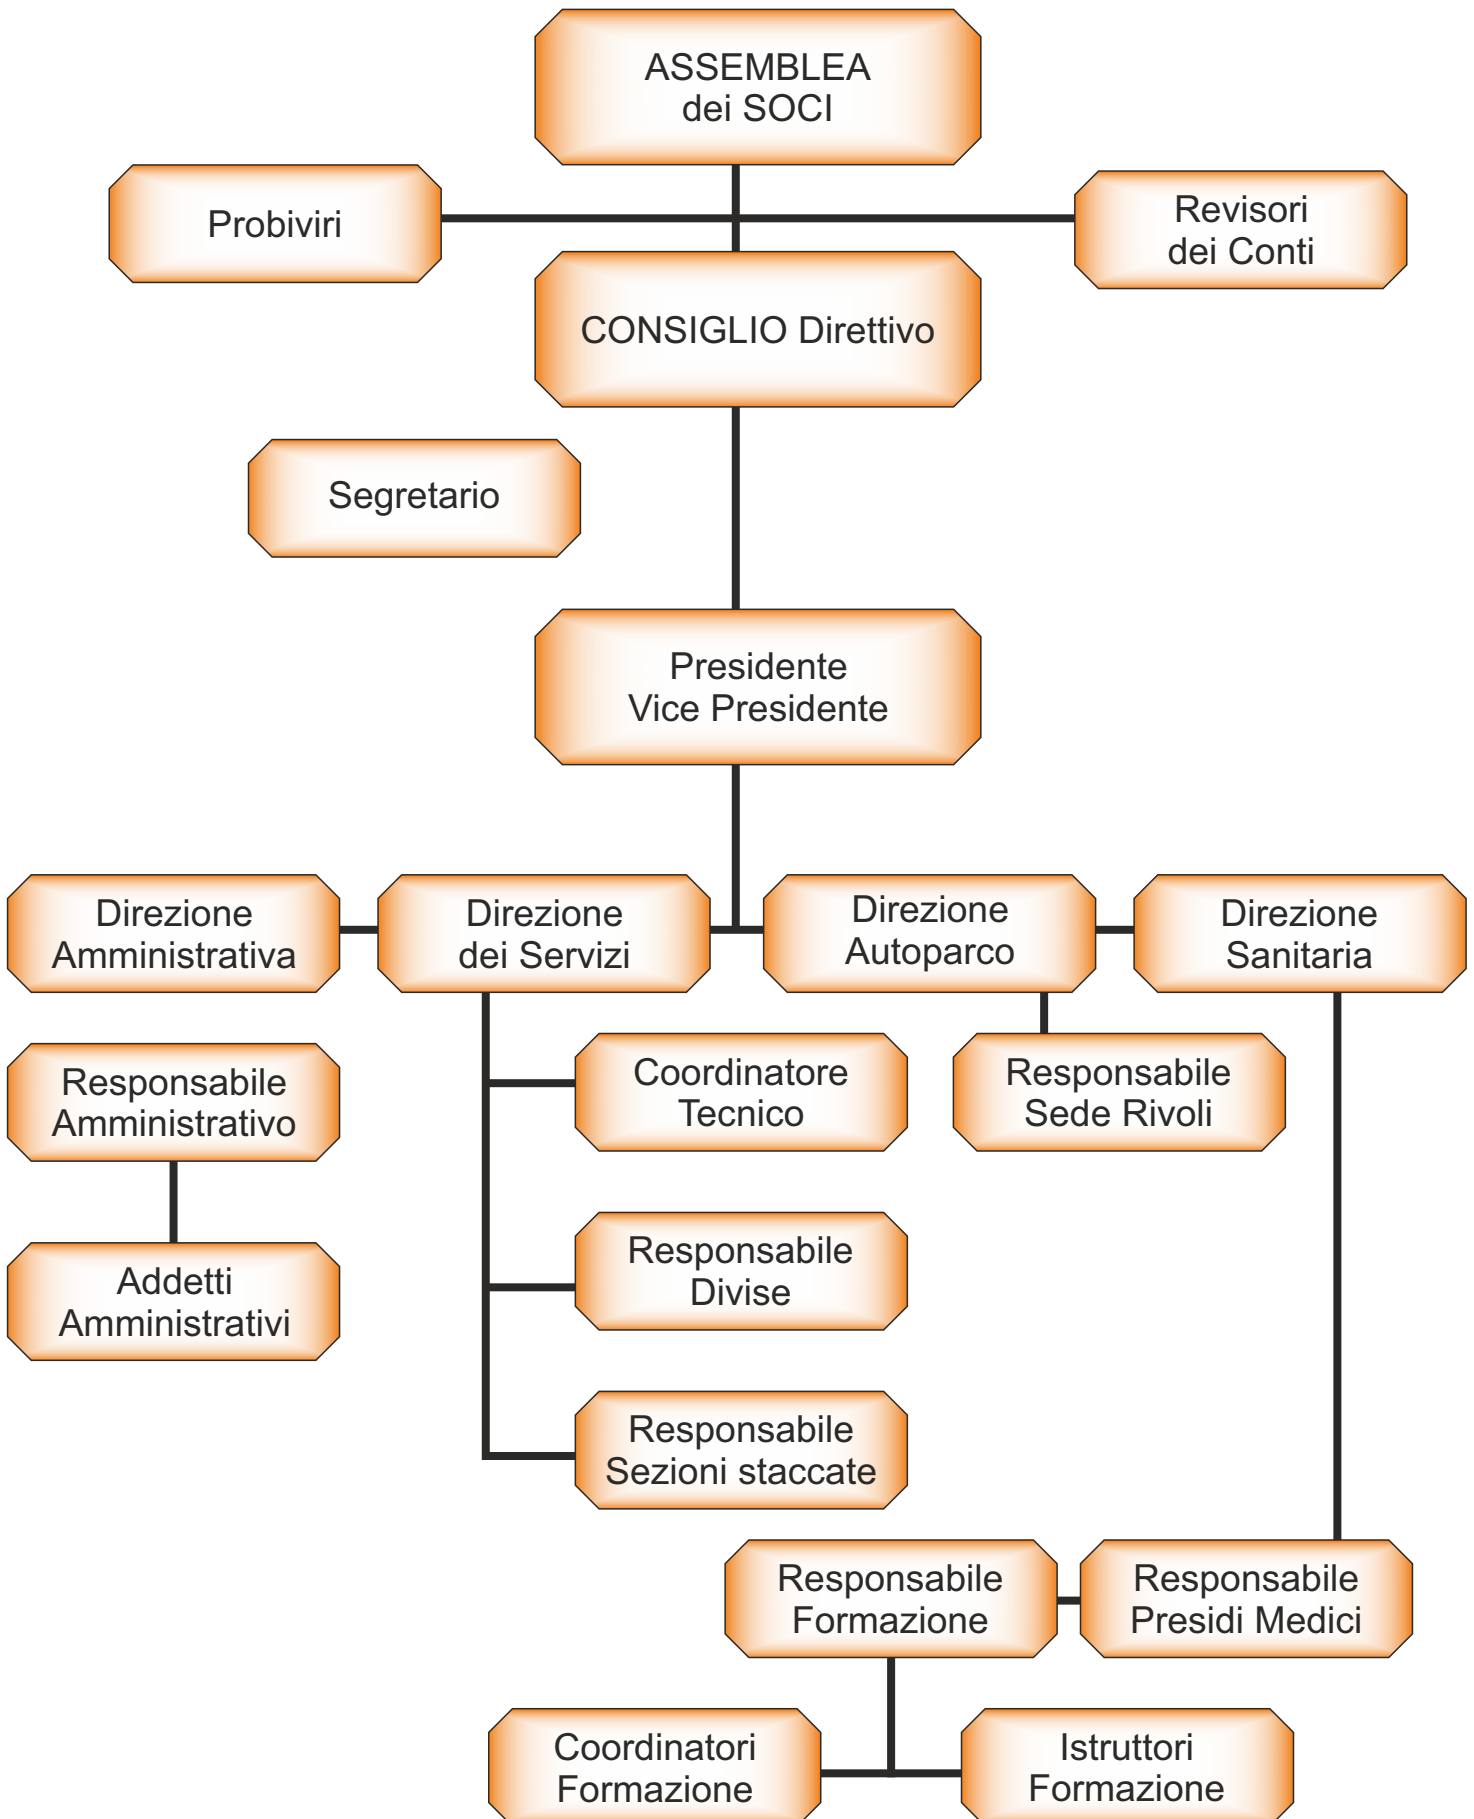 ASSEMBLEA
dei SOCI
Probiviri
Revisori
dei Conti
CONSIGLIO Direttivo
Segretario
Presidente
Vice Presidente
Direzione
Amministrativa
Direzione
dei Servizi
Direzione
Autoparco
Direzione
Sanitaria
Responsabile
Amministrativo
Coordinatore
Tecnico
Responsabile
Sede Rivoli
Addetti
Amministrativi
Responsabile
Divise
Responsabile
Sezioni staccate
Responsabile
Formazione
Responsabile
Presidi Medici
Coordinatori
Formazione
Istruttori
Formazione